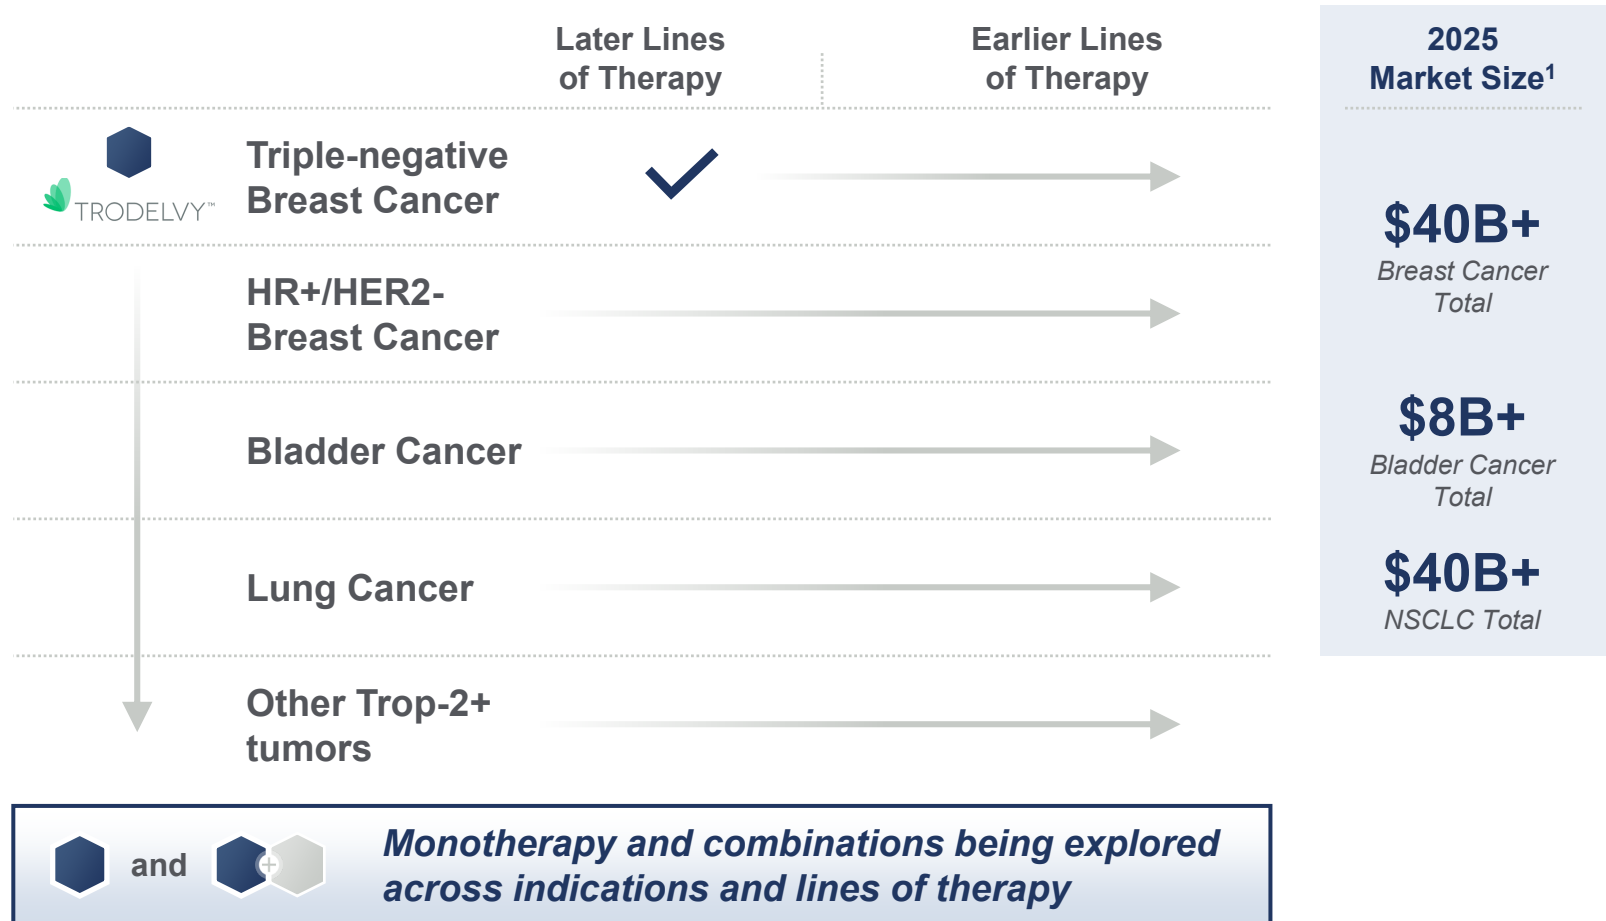 Later Lines
of Therapy
Earlier Lines
of Therapy
2025
Market Size¹
TRODELVY™
Triple-negative
Breast Cancer
$40B+
Breast Cancer
Total
HR+/HER2-
Breast Cancer
Bladder Cancer
$8B+
Bladder Cancer
Total
Lung Cancer
$40B+
NSCLC Total
Other Trop-2+
tumors
and
+
Monotherapy and combinations being explored
across indications and lines of therapy